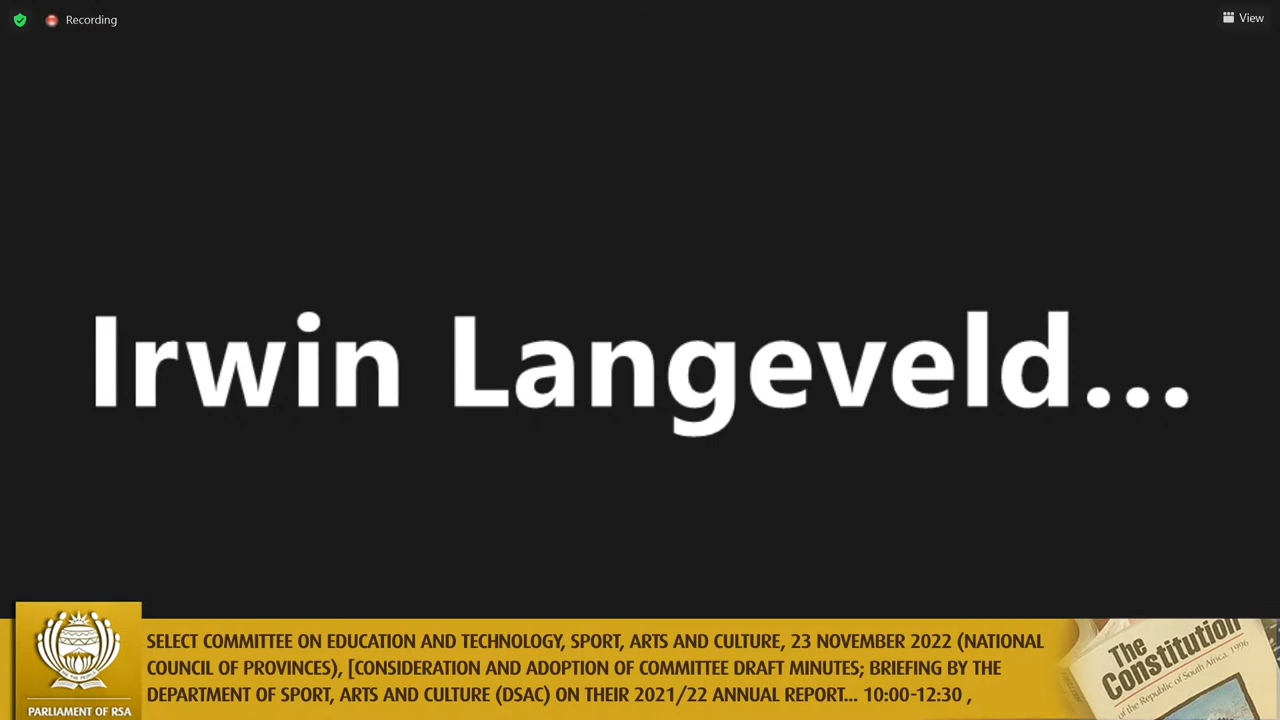 Recording
View
Irwin Langeveld...
SELECT COMMITTEE ON EDUCATION AND TECHNOLOGY, SPORT, ARTS AND CULTURE, 23 NOVEMBER 2022 (NATIONAL
COUNCIL OF PROVINCES), [CONSIDERATION AND ADOPTION OF COMMITTEE DRAFT MINUTES; BRIEFING BY THE
DEPARTMENT OF SPORT, ARTS AND CULTURE (DSAC) ON THEIR 2021/22 ANNUAL REPORT... 10:00-12:30 ,
PARLIAMENT OF RSA
The
Constitution
of the Republic of South Africa, 1996